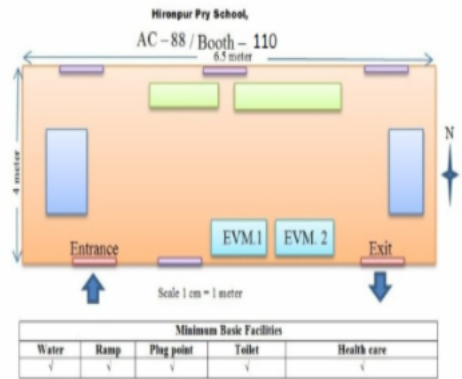 Hironpur Pry School,
AC – 88 / Booth – 110
6.5 meter
4 meter
N
EVM.1 EVM. 2
Entrance Exit
Scale 1 cm = 1 meter
Minimum Basic Facilities
Water Ramp Plug point Toilet Health care
√ √ √ √ √